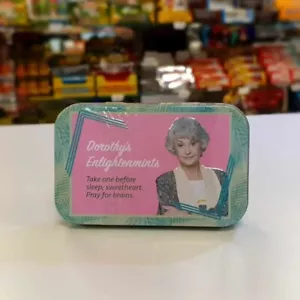 Dorothy's
Enlightenmints
Take one before
sleep, sweetheart.
Pray for brains.